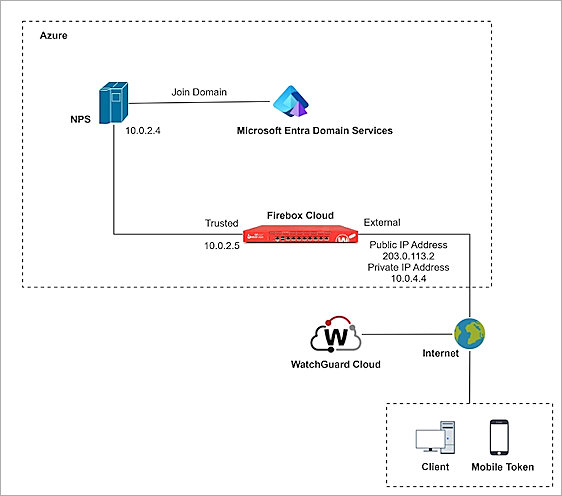 Azure
Join Domain
NPS
10.0.2.4
Microsoft Entra Domain Services
Firebox Cloud
Trusted
External
10.0.2.5
Public IP Address
203.0.113.2
Private IP Address
10.0.4.4
W
WatchGuard Cloud
Internet
Client
Mobile Token